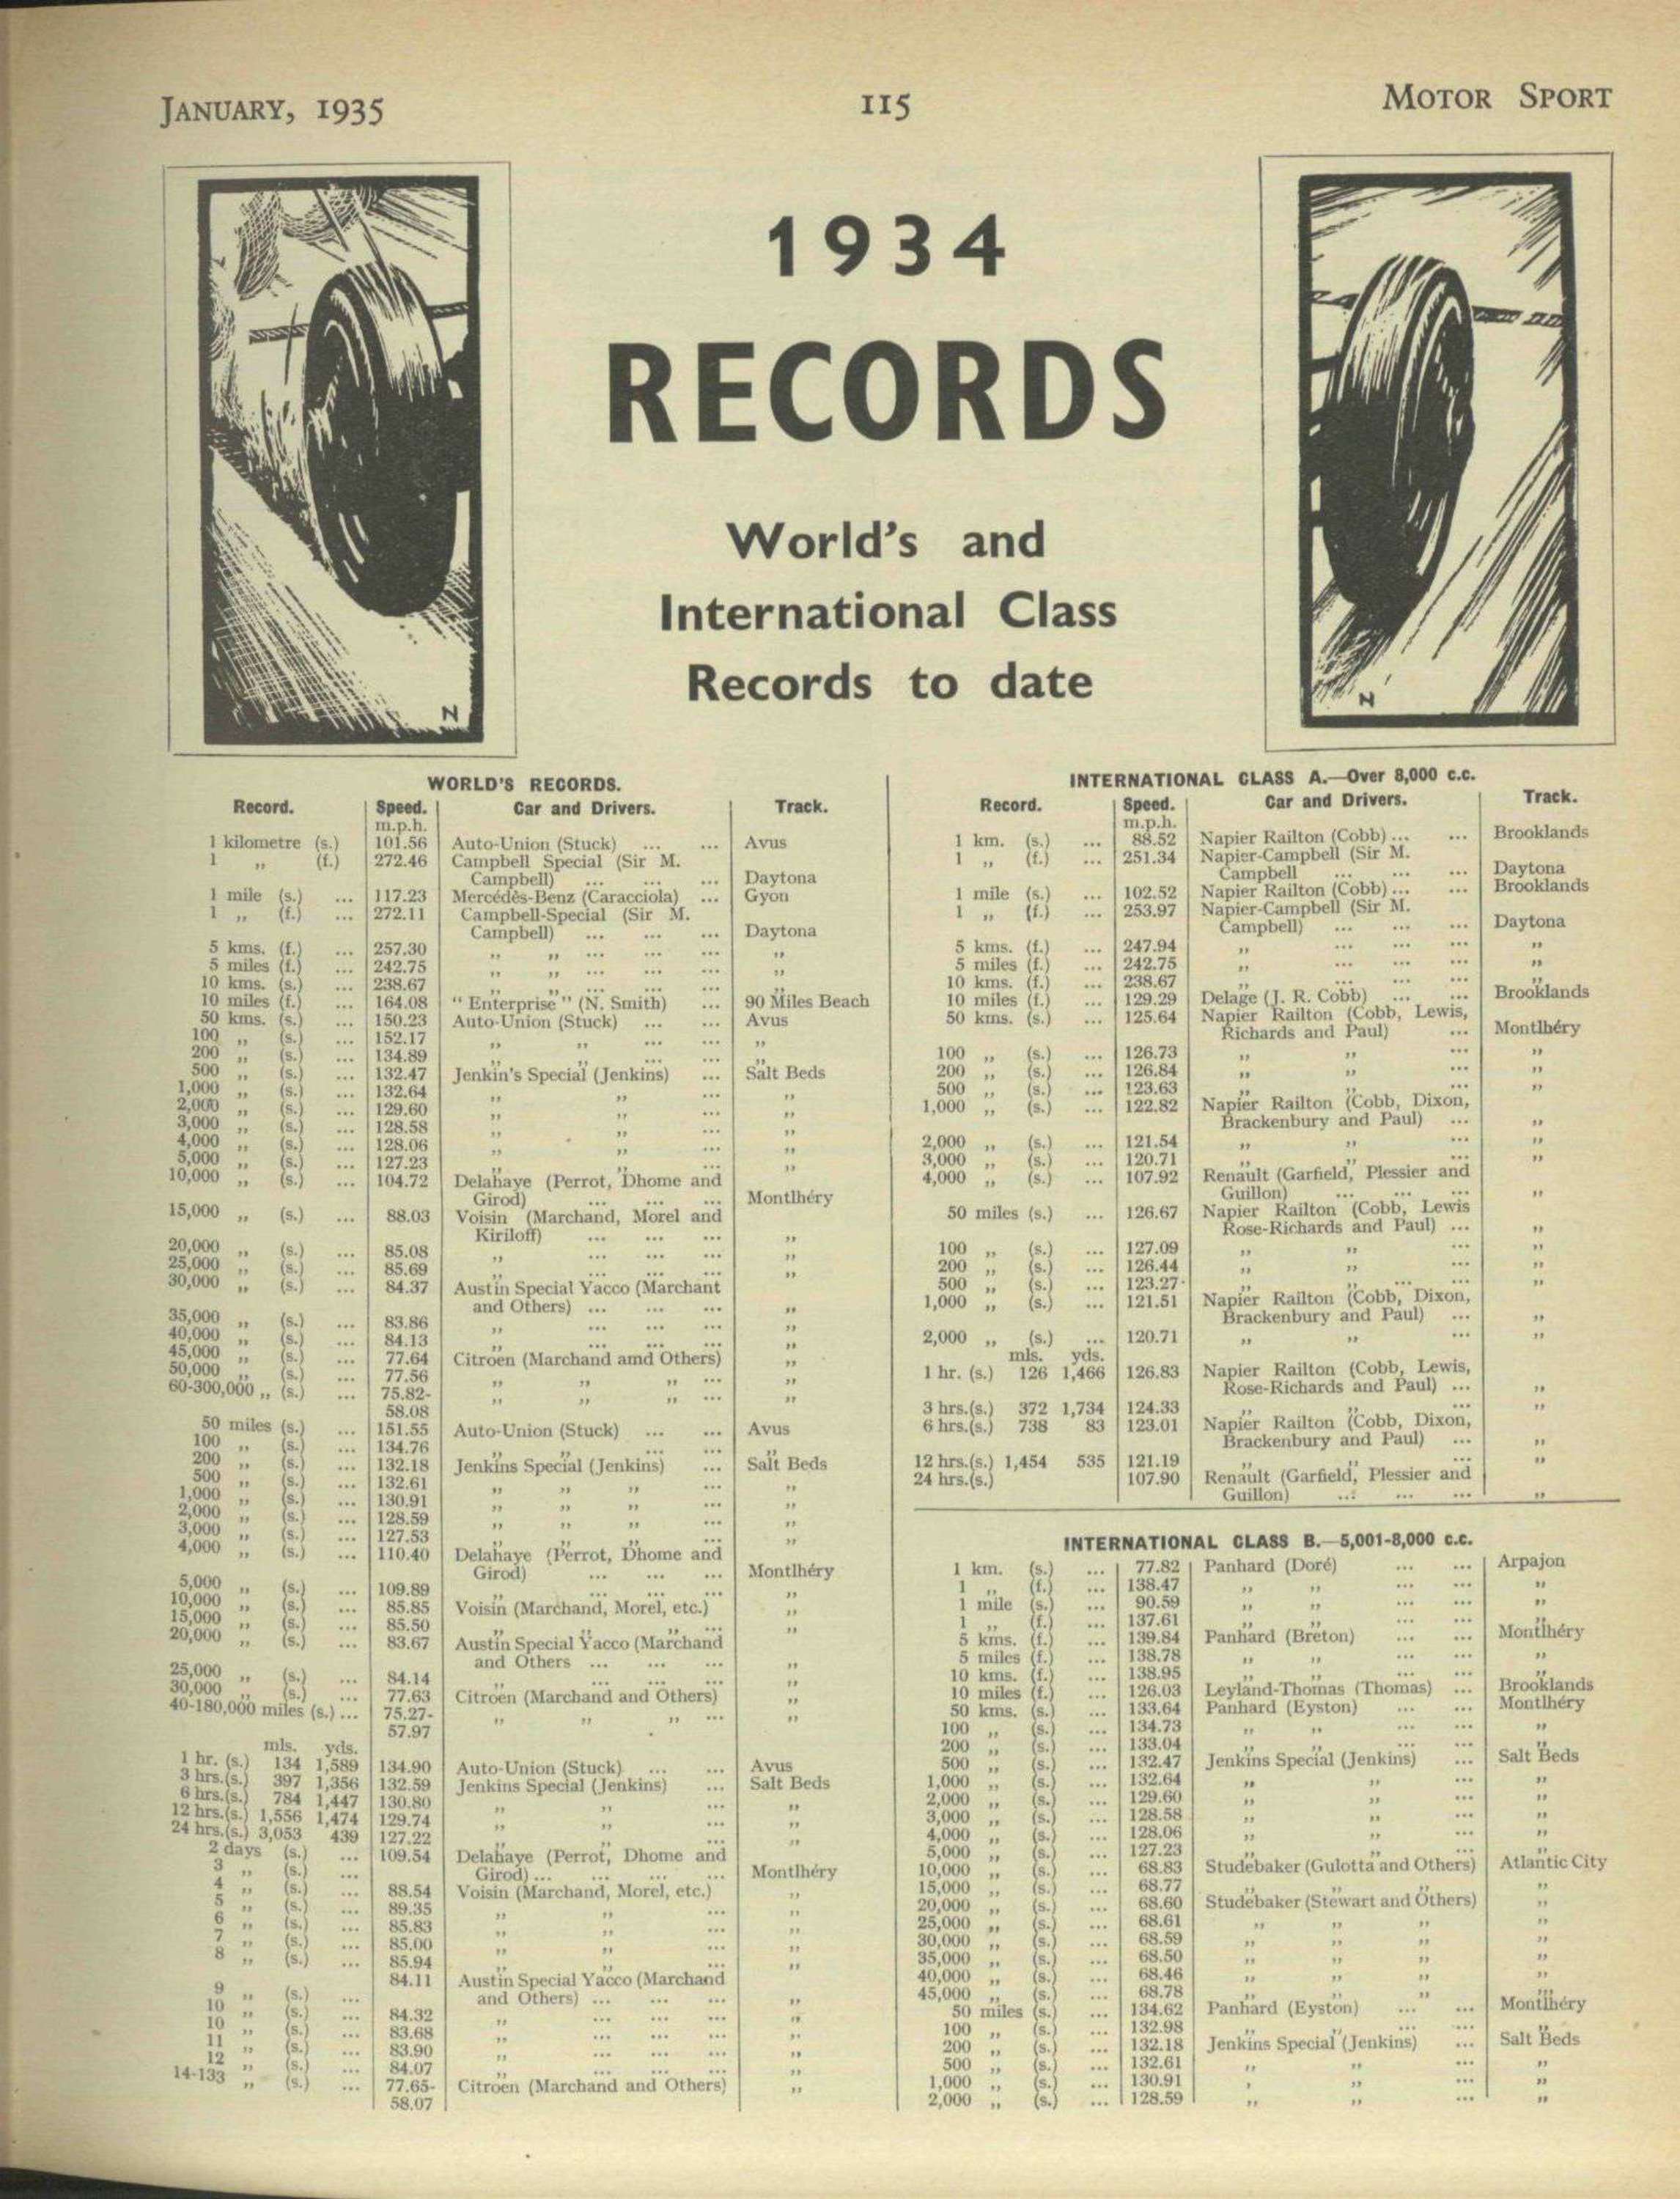 JANUARY, 1935
115
MOTOR SPORT
1934
RECORDS
World's and
International Class
Records to date
WORLD'S RECORDS.
Record. Speed. Car and Drivers. Track.
m.p.h.
1 kilometre (s.) 101.56 Auto-Union (Stuck) ... ... Avus
1 ,, (f.) 272.46 Campbell Special (Sir M.
Campbell) ... ... ... Daytona
1 mile (s.) ... 117.23 Mercédès-Benz (Caracciola) ... Gyon
1 ,, (f.) ... 272.11 Campbell-Special (Sir M.
Campbell) ... ... ... Daytona
5 kms. (f.) ... 257.30 ,, ,, ... ... ... ,,
5 miles (f.) ... 242.75 ,, ,, ... ... ... ,,
10 kms. (s.) ... 238.67 ,, ,, ... ... ... ,,
10 miles (f.) ... 164.08 " Enterprise " (N. Smith) ... 90 Miles Beach
50 kms. (s.) ... 150.23 Auto-Union (Stuck) ... ... Avus
100 ,, (s.) ... 152.17 ,, ,, ... ... ,,
200 ,, (s.) ... 134.89 ,, ,, ... ... ,,
500 ,, (s.) ... 132.47 Jenkin's Special (Jenkins) ... Salt Beds
1,000 ,, (s.) ... 132.64 ,, ,, ... ,,
2,000 ,, (s.) ... 129.60 ,, ,, ... ,,
3,000 ,, (s.) ... 128.58 ,, ,, ... ,,
4,000 ,, (s.) ... 128.06 ,, ,, ... ,,
5,000 ,, (s.) ... 127.23 ,, ,, ... ,,
10,000 ,, (s.) ... 104.72 Delahaye (Perrot, Dhome and
Girod) ... ... ... Montlhéry
15,000 ,, (s.) ... 88.03 Voisin (Marchand, Morel and
Kiriloff) ... ... ... ,,
20,000 ,, (s.) ... 85.08 ,, ... ... ... ,,
25,000 ,, (s.) ... 85.69 ,, ... ... ... ,,
30,000 ,, (s.) ... 84.37 Austin Special Yacco (Marchant
and Others) ... ... ... ,,
35,000 ,, (s.) ... 83.86 ,, ... ... ... ,,
40,000 ,, (s.) ... 84.13 ,, ... ... ... ,,
45,000 ,, (s.) ... 77.64 Citroen (Marchand amd Others) ,,
50,000 ,, (s.) ... 77.56 ,, ,, ,, ... ,,
60-300,000 ,, (s.) ... 75.82- ,, ,, ,, ... ,,
58.08
50 miles (s.) ... 151.55 Auto-Union (Stuck) ... ... Avus
100 ,, (s.) ... 134.76 ,, ,, ... ... ,,
200 ,, (s.) ... 132.18 Jenkins Special (Jenkins) ... Salt Beds
500 ,, (s.) ... 132.61 ,, ,, ,, ... ,,
1,000 ,, (s.) ... 130.91 ,, ,, ,, ... ,,
2,000 ,, (s.) ... 128.59 ,, ,, ,, ... ,,
3,000 ,, (s.) ... 127.53 ,, ,, ,, ... ,,
4,000 ,, (s.) ... 110.40 Delahaye (Perrot, Dhome and
Girod) ... ... ... Montlhéry
5,000 ,, (s.) ... 109.89 ,, ... ... ... ,,
10,000 ,, (s.) ... 85.85 Voisin (Marchand, Morel, etc.) ,,
15,000 ,, (s.) ... 85.50 ,, ,, ... ,,
20,000 ,, (s.) ... 83.67 Austin Special Yacco (Marchand
and Others ... ... ... ,,
25,000 ,, (s.) ... 84.14 ,, ... ... ... ,,
30,000 ,, (s.) ... 77.63 Citroën (Marchand and Others) ,,
40-180,000 miles (s.) ... 75.27- ,, ,, ,, ... ,,
57.97
mls. yds.
1 hr. (s.) 134 1,589 134.90 Auto-Union (Stuck) ... ... Avus
3 hrs.(s.) 397 1,356 132.59 Jenkins Special (Jenkins) ... Salt Beds
6 hrs.(s.) 784 1,447 130.80 ,, ,, ... ,,
12 hrs.(s.) 1,556 1,474 129.74 ,, ,, ... ,,
24 hrs.(s.) 3,053 439 127.22 ,, ,, ... ,,
2 days (s.) ... 109.54 Delahaye (Perrot, Dhome and
3 ,, (s.) ... Girod) ... ... ... ... Montlhéry
4 ,, (s.) ... 88.54 Voisin (Marchand, Morel, etc.) ,,
5 ,, (s.) ... 89.35 ,, ,, ... ,,
6 ,, (s.) ... 85.83 ,, ,, ... ,,
7 ,, (s.) ... 85.00 ,, ,, ... ,,
8 ,, (s.) ... 85.94 ,, ,, ... ,,
84.11 Austin Special Yacco (Marchand
9 ,, (s.) ... and Others) ... ... ... ,,
10 ,, (s.) ... 84.32 ,, ... ... ... ,,
10 ,, (s.) ... 83.68 ,, ... ... ... ,,
11 ,, (s.) ... 83.90 ,, ... ... ... ,,
12 ,, (s.) ... 84.07 ,, ... ... ... ,,
14-133 ,, (s.) ... 77.65- Citroen (Marchand and Others) ,,
58.07
INTERNATIONAL CLASS A.—Over 8,000 c.c.
Record. Speed. Car and Drivers. Track.
m.p.h.
1 km. (s.) ... 88.52 Napier Railton (Cobb) ... ... Brooklands
1 ,, (f.) ... 251.34 Napier-Campbell (Sir M.
Campbell ... ... ... Daytona
1 mile (s.) ... 102.52 Napier Railton (Cobb) ... ... Brooklands
1 ,, (f.) ... 253.97 Napier-Campbell (Sir M.
Campbell) ... ... ... Daytona
5 kms. (f.) ... 247.94 ,, ... ... ... ,,
5 miles (f.) ... 242.75 ,, ... ... ... ,,
10 kms. (f.) ... 238.67 ,, ... ... ... ,,
10 miles (f.) ... 129.29 Delage (J. R. Cobb) ... ... Brooklands
50 kms. (s.) ... 125.64 Napier Railton (Cobb, Lewis,
Richards and Paul) ... Montlhéry
100 ,, (s.) ... 126.73 ,, ,, ... ,,
200 ,, (s.) ... 126.84 ,, ,, ... ,,
500 ,, (s.) ... 123.63 ,, ,, ... ,,
1,000 ,, (s.) ... 122.82 Napier Railton (Cobb, Dixon,
Brackenbury and Paul) ... ,,
2,000 ,, (s.) ... 121.54 ,, ,, ... ,,
3,000 ,, (s.) ... 120.71 ,, ,, ... ,,
4,000 ,, (s.) ... 107.92 Renault (Garfield, Plessier and
Guillon) ... ... ... ,,
50 miles (s.) ... 126.67 Napier Railton (Cobb, Lewis
Rose-Richards and Paul) ... ,,
100 ,, (s.) ... 127.09 ,, ,, ... ,,
200 ,, (s.) ... 126.44 ,, ,, ... ,,
500 ,, (s.) ... 123.27 ,, ,, ... ... ,,
1,000 ,, (s.) ... 121.51 Napier Railton (Cobb, Dixon,
Brackenbury and Paul) ... ,,
2,000 ,, (s.) ... 120.71 ,, ,, ... ,,
mls. yds.
1 hr. (s.) 126 1,466 126.83 Napier Railton (Cobb, Lewis,
Rose-Richards and Paul) ... ,,
3 hrs.(s.) 372 1,734 124.33 ,, ,, ... ,,
6 hrs.(s.) 738 83 123.01 Napier Railton (Cobb, Dixon,
Brackenbury and Paul) ... ,,
12 hrs.(s.) 1,454 535 121.19 ,, ,, ... ,,
24 hrs.(s.) 107.90 Renault (Garfield, Plessier and
Guillon) ... ... ... ,,
INTERNATIONAL CLASS B.—5,001-8,000 c.c.
1 km. (s.) ... 77.82 Panhard (Doré) ... ... Arpajon
1 ,, (f.) ... 138.47 ,, ,, ... ... ,,
1 mile (s.) ... 90.59 ,, ,, ... ... ,,
1 ,, (f.) ... 137.61 ,, ,, ... ... ,,
5 kms. (f.) ... 139.84 Panhard (Breton) ... ... Montlhéry
5 miles (f.) ... 138.78 ,, ,, ... ... ,,
10 kms. (f.) ... 138.95 ,, ,, ... ... ,,
10 miles (f.) ... 126.03 Leyland-Thomas (Thomas) ... Brooklands
50 kms. (s.) ... 133.64 Panhard (Eyston) ... ... Montlhéry
100 ,, (s.) ... 134.73 ,, ,, ... ... ,,
200 ,, (s.) ... 133.04 ,, ,, ... ... ,,
500 ,, (s.) ... 132.47 Jenkins Special (Jenkins) ... Salt Beds
1,000 ,, (s.) ... 132.64 ,, ,, ... ,,
2,000 ,, (s.) ... 129.60 ,, ,, ... ,,
3,000 ,, (s.) ... 128.58 ,, ,, ... ,,
4,000 ,, (s.) ... 128.06 ,, ,, ... ,,
5,000 ,, (s.) ... 127.23 ,, ,, ... ,,
10,000 ,, (s.) ... 68.83 Studebaker (Gulotta and Others) Atlantic City
15,000 ,, (s.) ... 68.77 ,, ,, ,, ,,
20,000 ,, (s.) ... 68.60 Studebaker (Stewart and Others) ,,
25,000 ,, (s.) ... 68.61 ,, ,, ,, ,,
30,000 ,, (s.) ... 68.59 ,, ,, ,, ,,
35,000 ,, (s.) ... 68.50 ,, ,, ,, ,,
40,000 ,, (s.) ... 68.46 ,, ,, ,, ,,
45,000 ,, (s.) ... 68.78 ,, ,, ,, ,,
50 miles (s.) ... 134.62 Panhard (Eyston) ... ... Montlhéry
100 ,, (s.) ... 132.98 ,, ,, ... ... ,,
200 ,, (s.) ... 132.18 Jenkins Special (Jenkins) ... Salt Beds
500 ,, (s.) ... 132.61 ,, ,, ... ,,
1,000 ,, (s.) ... 130.91 , ,, ... ,,
2,000 ,, (s.) ... 128.59 ,, ,, ... ,,